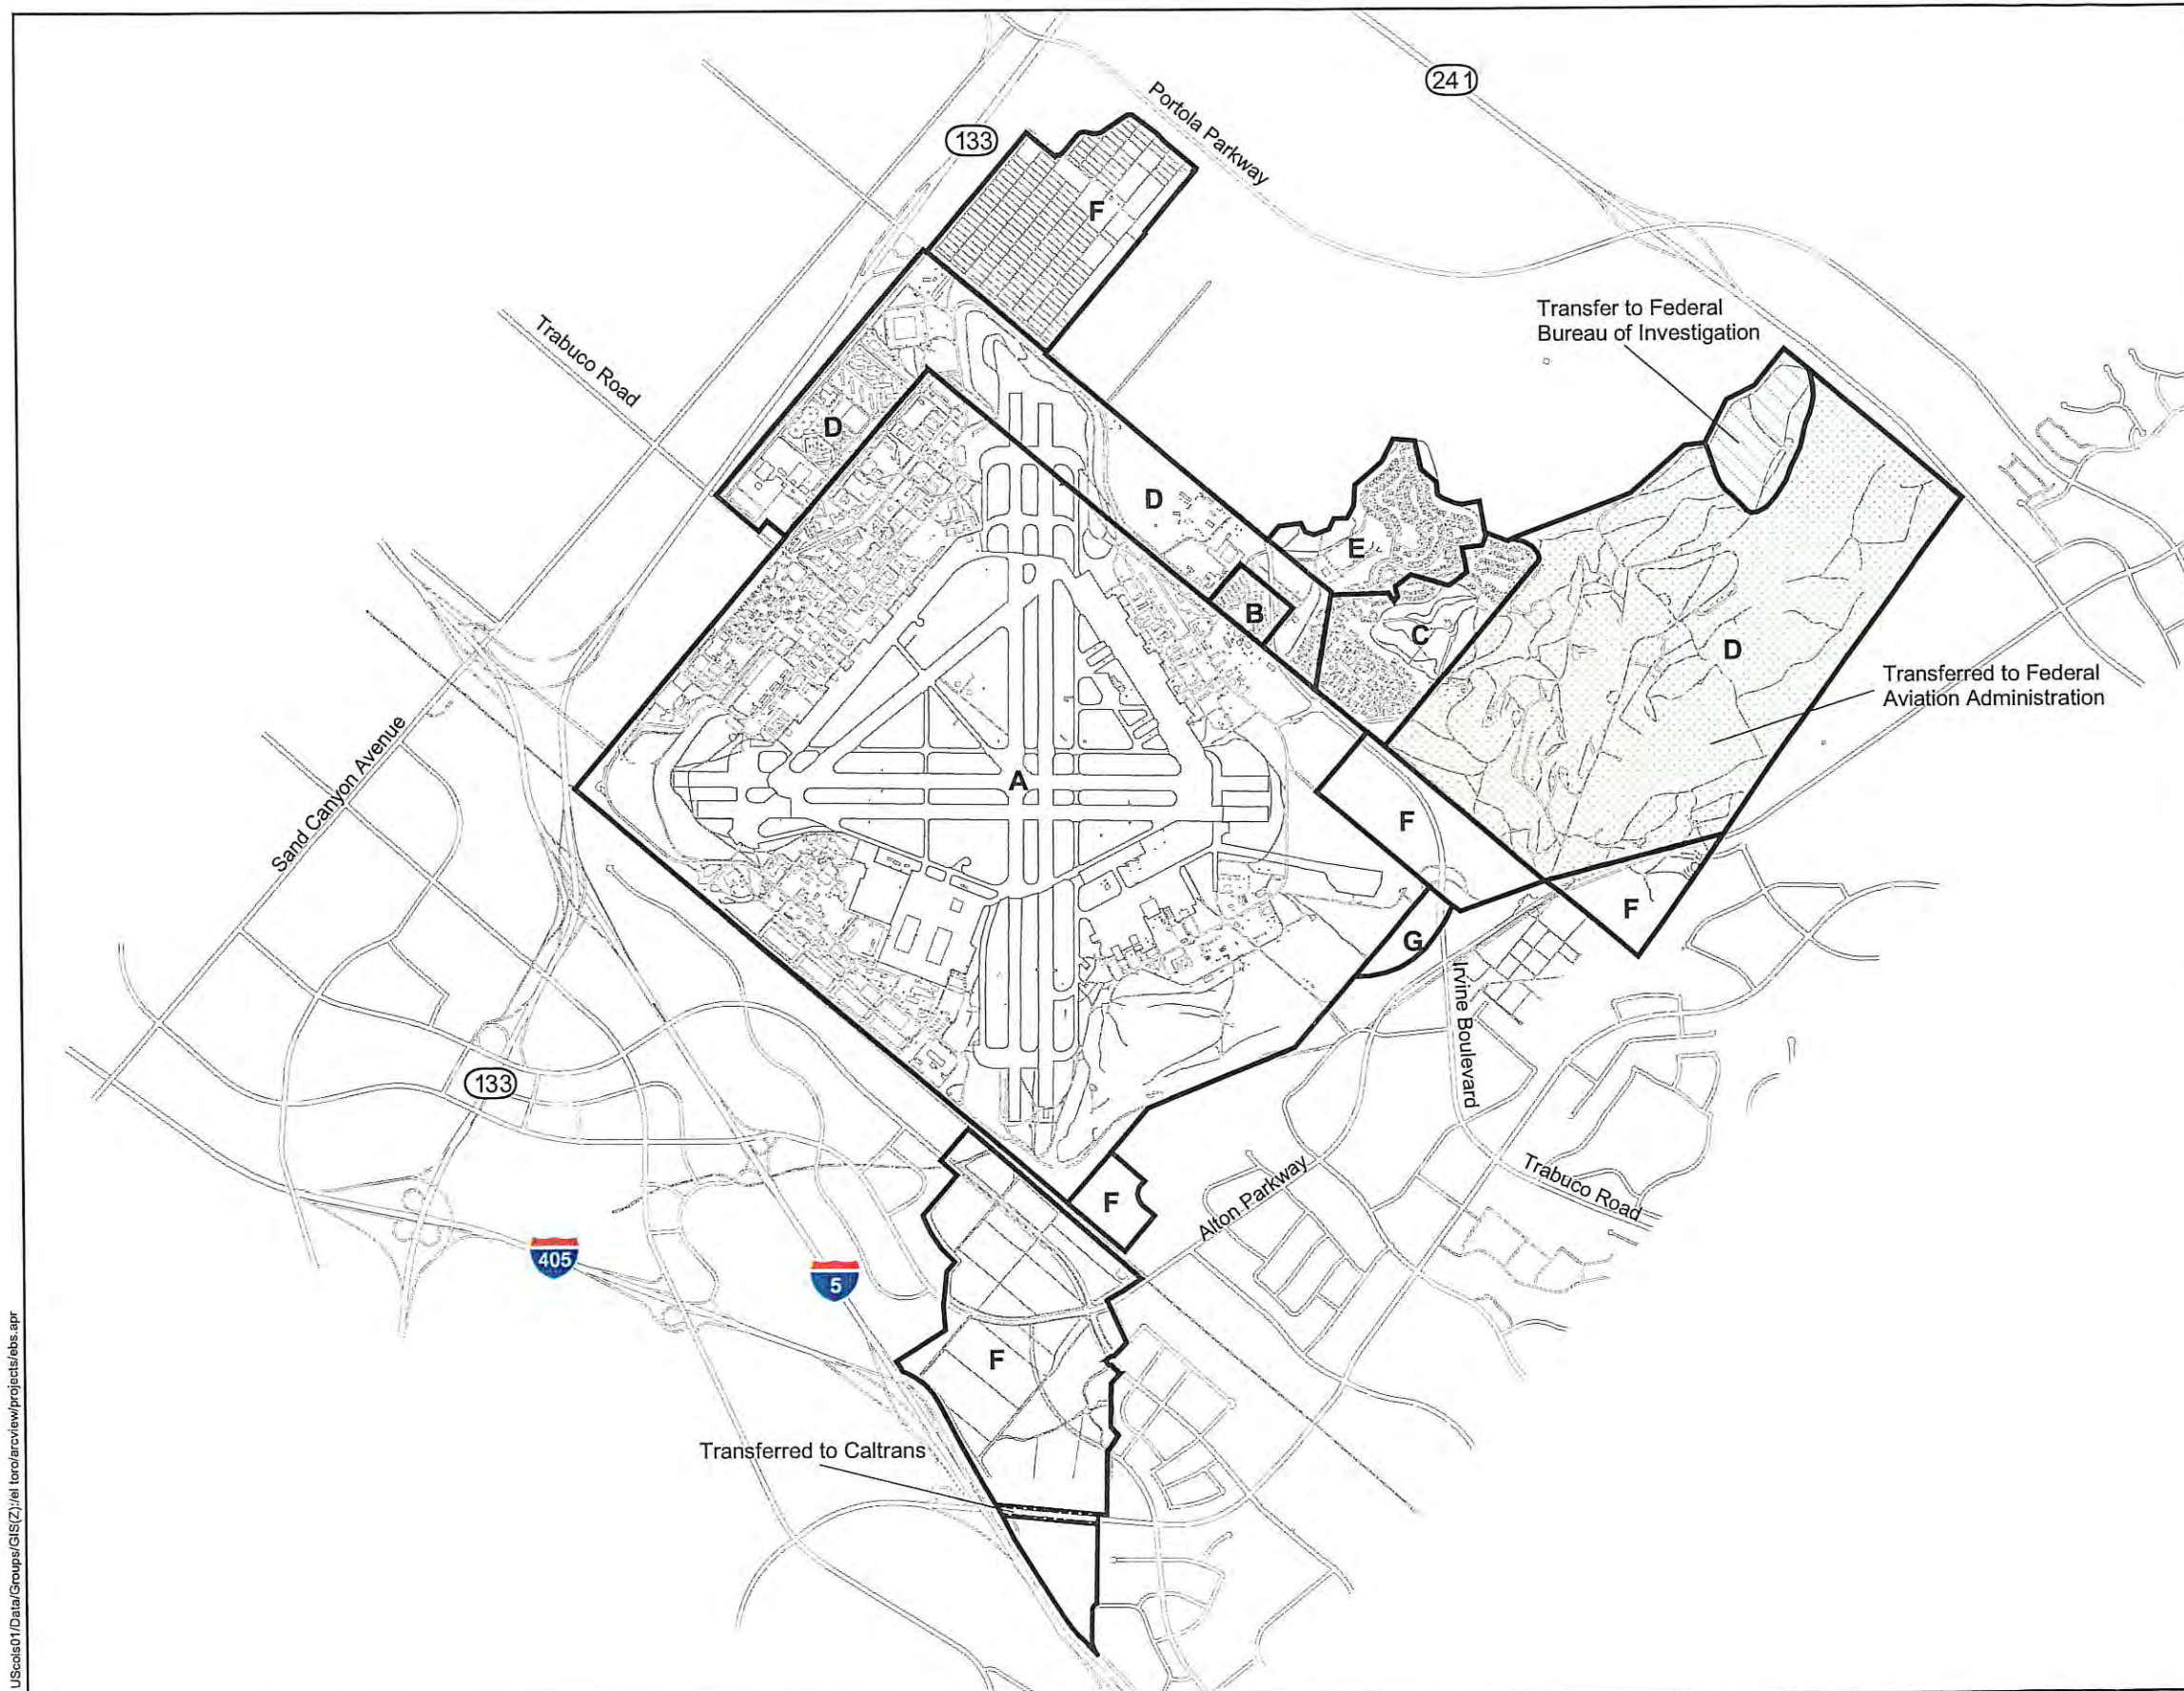 241
Portola Parkway
133
F
Transfer to Federal
Bureau of Investigation
Trabuco Road
D
D
E
B
C
D
Transferred to Federal
Aviation Administration
Sand Canyon Avenue
A
F
F
G
Irvine Boulevard
133
Trabuco Road
F
Alton Parkway
405
5
F
Transferred to Caltrans
UScols01/Data/Groups/GIS(Z):/el toro/arcview/projects/ebs.apr